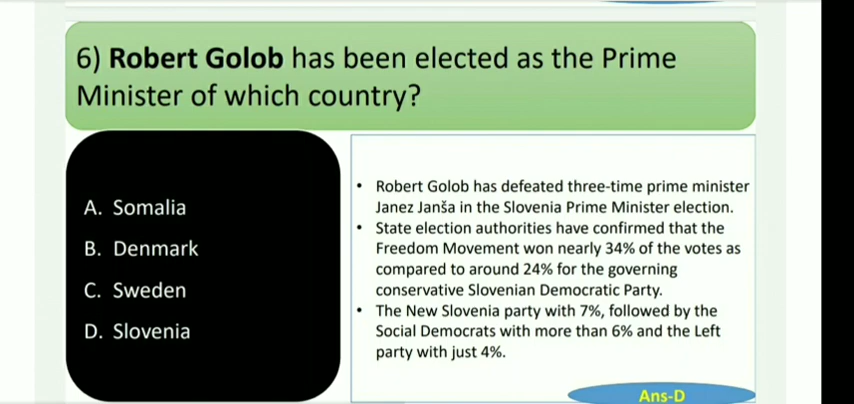 6) Robert Golob has been elected as the Prime
Minister of which country?
A. Somalia
B. Denmark
C. Sweden
D. Slovenia
• Robert Golob has defeated three-time prime minister
Janez Janša in the Slovenia Prime Minister election.
• State election authorities have confirmed that the
Freedom Movement won nearly 34% of the votes as
compared to around 24% for the governing
conservative Slovenian Democratic Party.
• The New Slovenia party with 7%, followed by the
Social Democrats with more than 6% and the Left
party with just 4%.
Ans-D